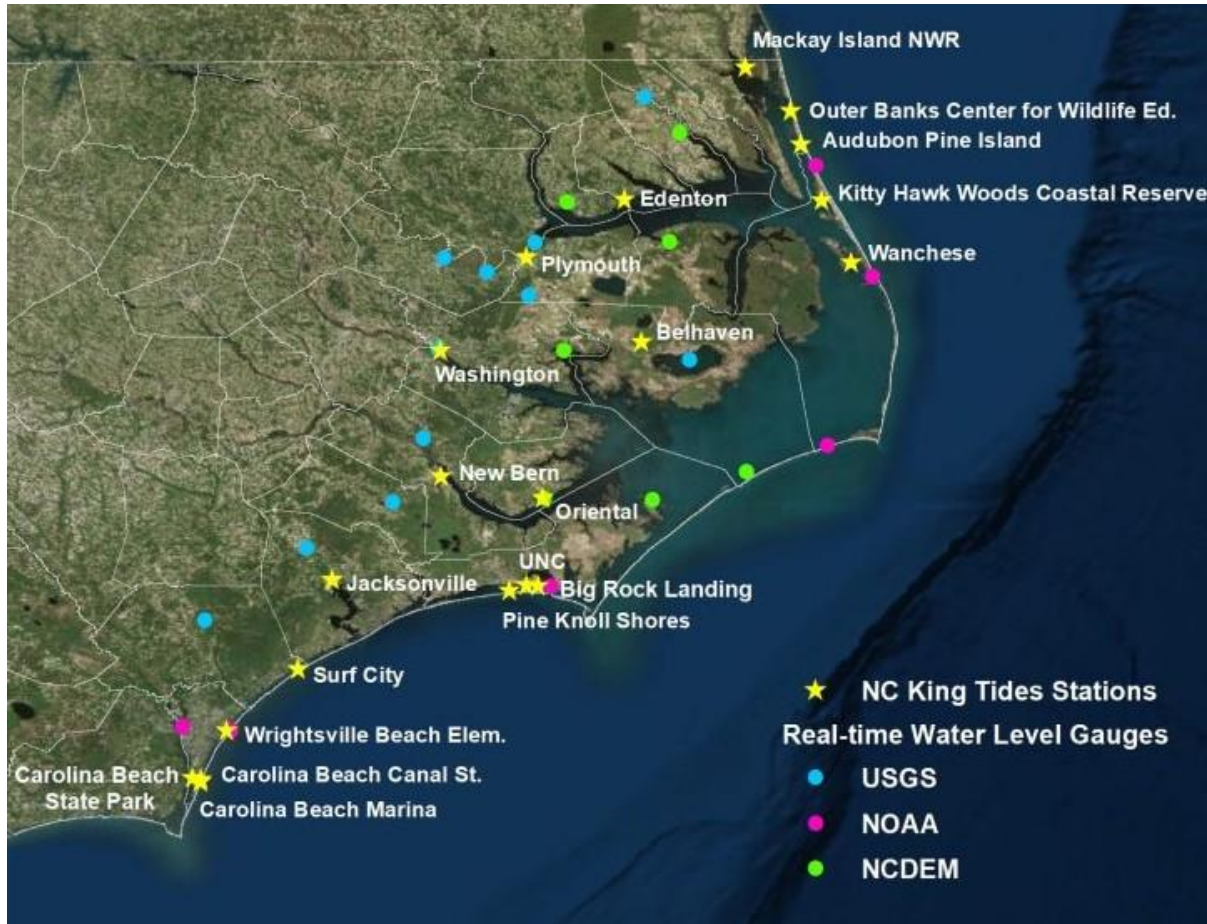 Mackay Island NWR
Outer Banks Center for Wildlife Ed.
Audubon Pine Island
Edenton
Kitty Hawk Woods Coastal Reserve
Wanchese
Plymouth
Belhaven
Washington
New Bern
Oriental
UNC
Jacksonville
Big Rock Landing
Pine Knoll Shores
Surf City
Wrightsville Beach Elem.
Carolina Beach
State Park
Carolina Beach Canal St.
Carolina Beach Marina
NC King Tides Stations
Real-time Water Level Gauges
USGS
NOAA
NCDEM